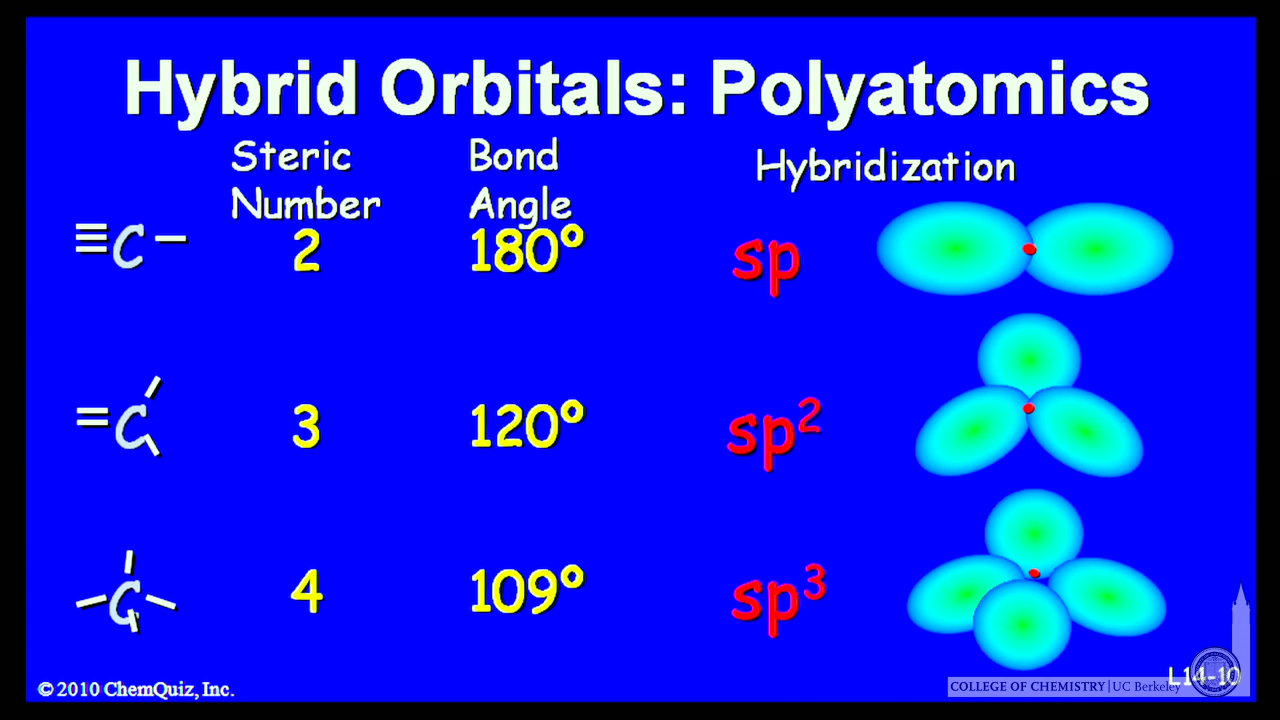 Hybrid Orbitals: Polyatomics
Steric Number
Bond Angle
Hybridization
≡C− 2 180° sp
=C 3 120° sp²
C 4 109° sp³
© 2010 ChemQuiz, Inc.
L14-10
COLLEGE OF CHEMISTRY | UC Berkeley